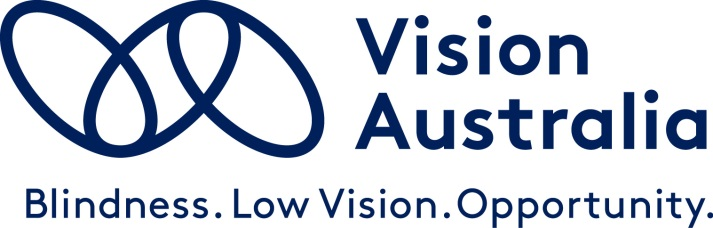 Vision
Australia
Blindness. Low Vision. Opportunity.